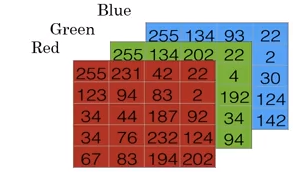 Blue
Green
Red
255 134 93 22
255 134 202 22 2
255 231 42 22 4 30
123 94 83 2 192 124
34 44 187 92 34 142
34 76 232 124 94
67 83 194 202